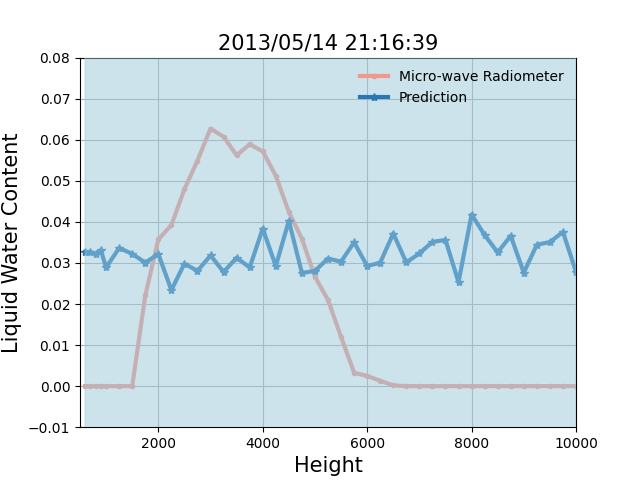 2013/05/14 21:16:39
0.08
0.07
0.06
0.05
0.04
0.03
0.02
0.01
0.00
−0.01
Liquid Water Content
Micro-wave Radiometer
Prediction
2000 4000 6000 8000 10000
Height